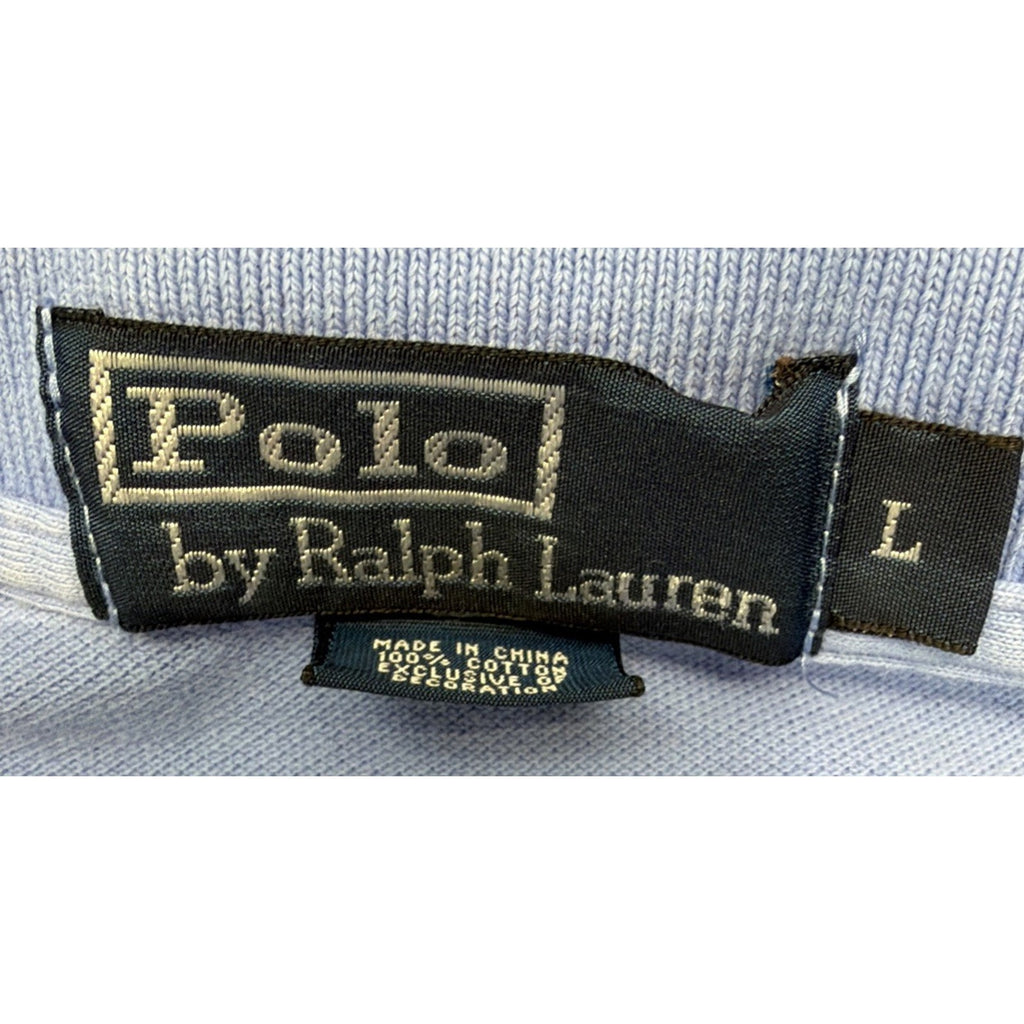 Polo
by Ralph Lauren
L
MADE IN CHINA
100% COTTON
EXCLUSIVE OF
DECORATION